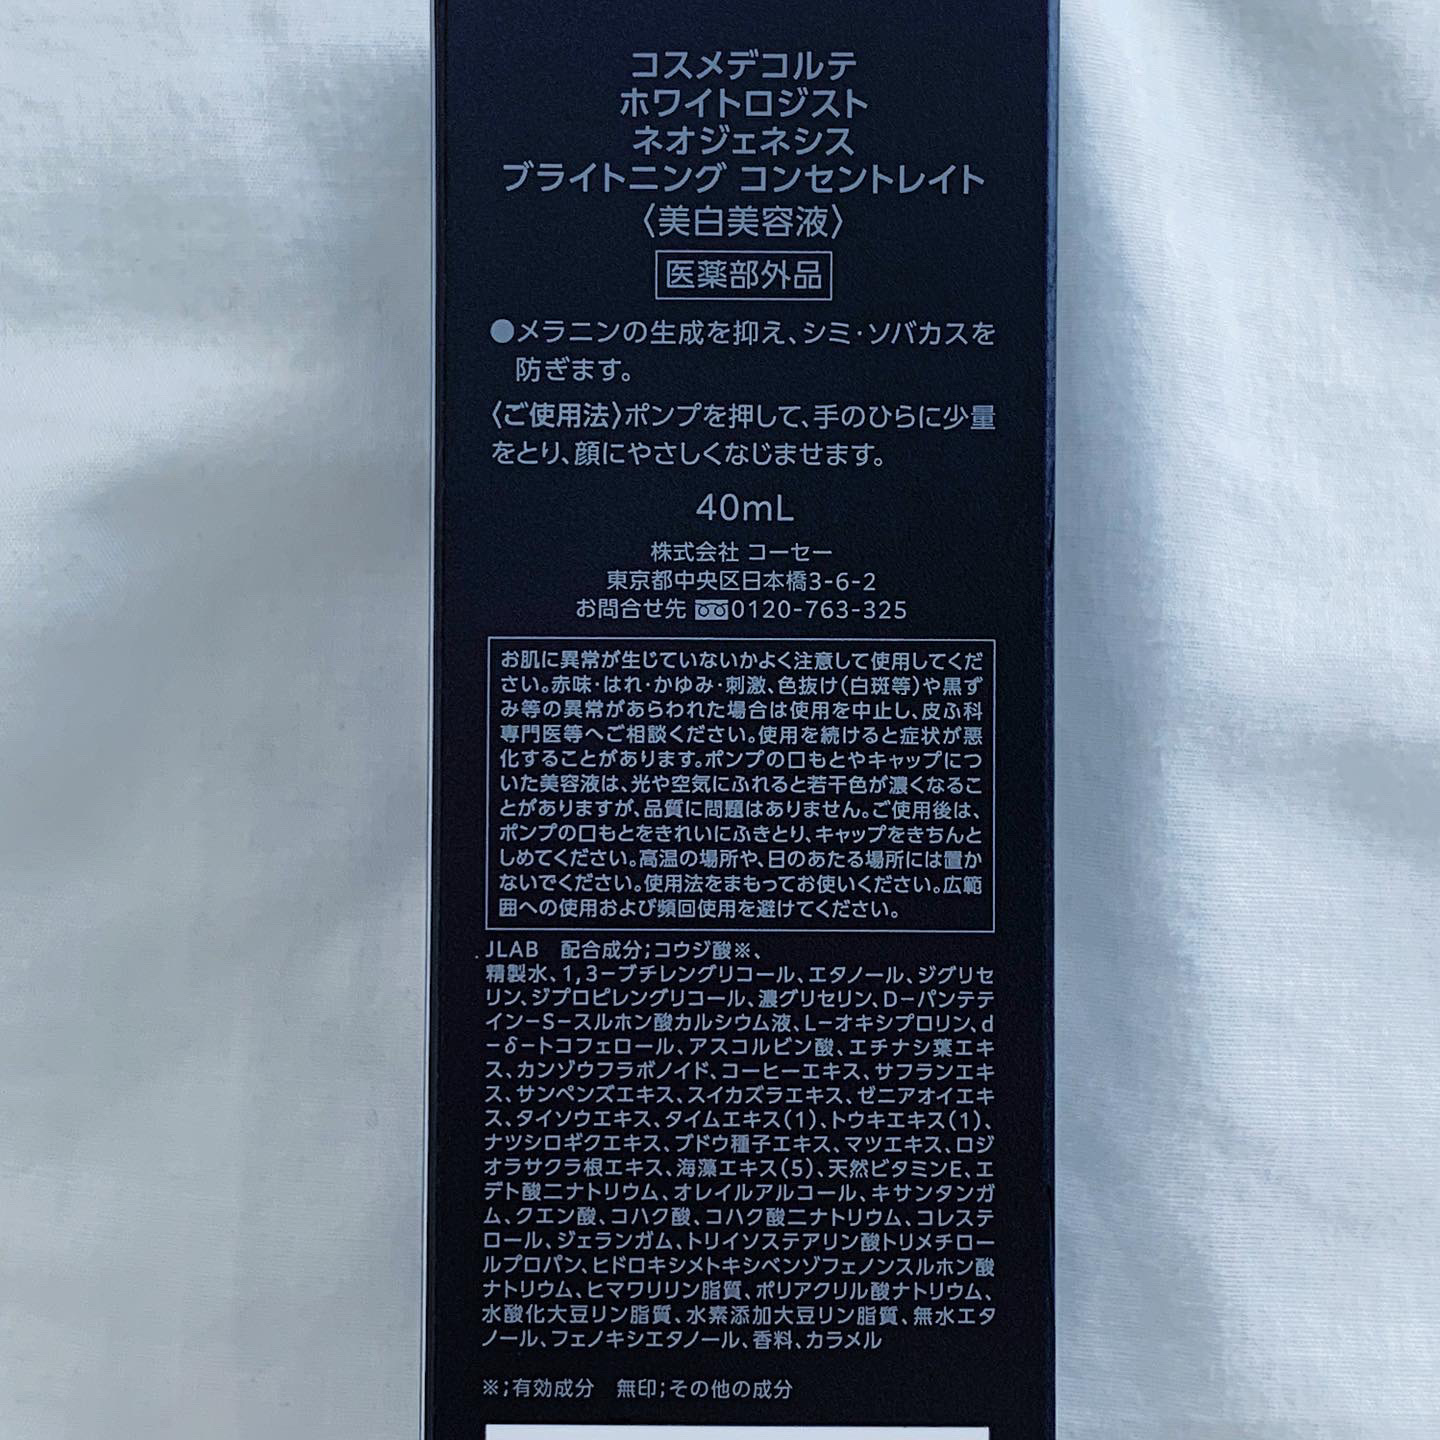 コスメデコルテ
ホワイトロジスト
ネオジェネシス
ブライトニング コンセントレイト
〈美白美容液〉
医薬部外品
●メラニンの生成を抑え、シミ・ソバカスを
防ぎます。
〈ご使用法〉ポンプを押して、手のひらに少量
をとり、顔にやさしくなじませます。
40mL
株式会社 コーセー
東京都中央区日本橋3-6-2
お問合せ先 0120-763-325
お肌に異常が生じていないかよく注意して使用してくだ
さい。赤味・はれ・かゆみ・刺激、色抜け(白斑等)や黒ず
み等の異常があらわれた場合は使用を中止し、皮ふ科
専門医等へご相談ください。使用を続けると症状が悪
化することがあります。ポンプの口もとやキャップについ
いた美容液は、光や空気にふれると若干色が濃くなるこ
とがありますが、品質に問題はありません。ご使用後は、
ポンプの口もとをきれいにふきとり、キャップをきちんと
しめてください。高温の場所や、日のあたる場所には置か
ないでください。使用法をまもってお使いください。広範
囲への使用および頻回使用を避けてください。
JLAB 配合成分;コウジ酸※、
精製水、1,3−ブチレングリコール、エタノール、ジグリセ
リン、ジプロピレングリコール、濃グリセリン、D−パンテテ
イン−S−スルホン酸カルシウム液、L−オキシプロリン、d
−δ−トコフェロール、アスコルビン酸、エチナシ葉エキ
ス、カンゾウフラボノイド、コーヒーエキス、サフランエキ
ス、サンペンズエキス、スイカズラエキス、ゼニアオイエキ
ス、タイソウエキス、タイムエキス(1)、トウキエキス(1)、
ナツシロギクエキス、ブドウ種子エキス、マツエキス、ロジ
オラサクラ根エキス、海藻エキス(5)、天然ビタミンE、エ
デト酸二ナトリウム、オレイルアルコール、キサンタンガ
ム、クエン酸、コハク酸、コハク酸二ナトリウム、コレステ
ロール、ジェランガム、トリイソステアリン酸トリメチロー
ルプロパン、ヒドロキシメトキシベンゾフェノンスルホン酸
ナトリウム、ヒマワリリン脂質、ポリアクリル酸ナトリウム、
水酸化大豆リン脂質、水素添加大豆リン脂質、無水エタ
ノール、フェノキシエタノール、香料、カラメル
※;有効成分 無印;その他の成分